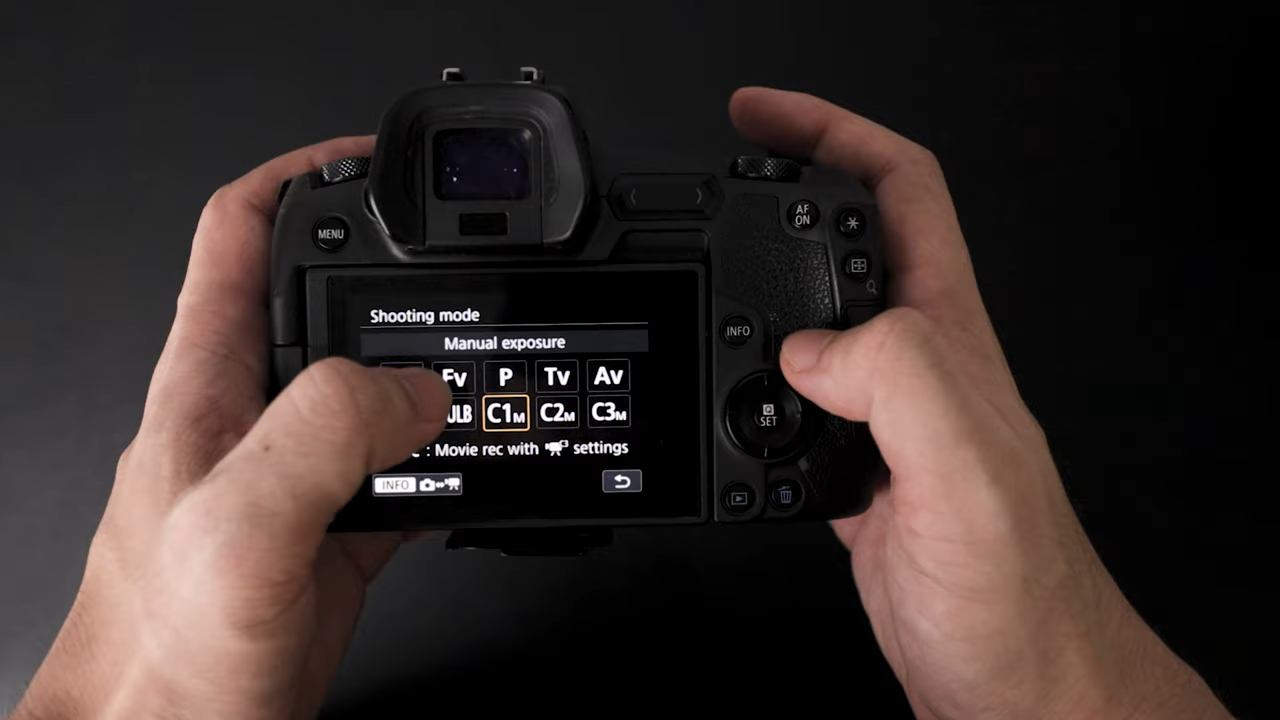 AF
ON
MENU
Shooting mode
INFO
Manual exposure
P Tv Av
C1M C2M C3M
SET
: Movie rec with settings
INFO